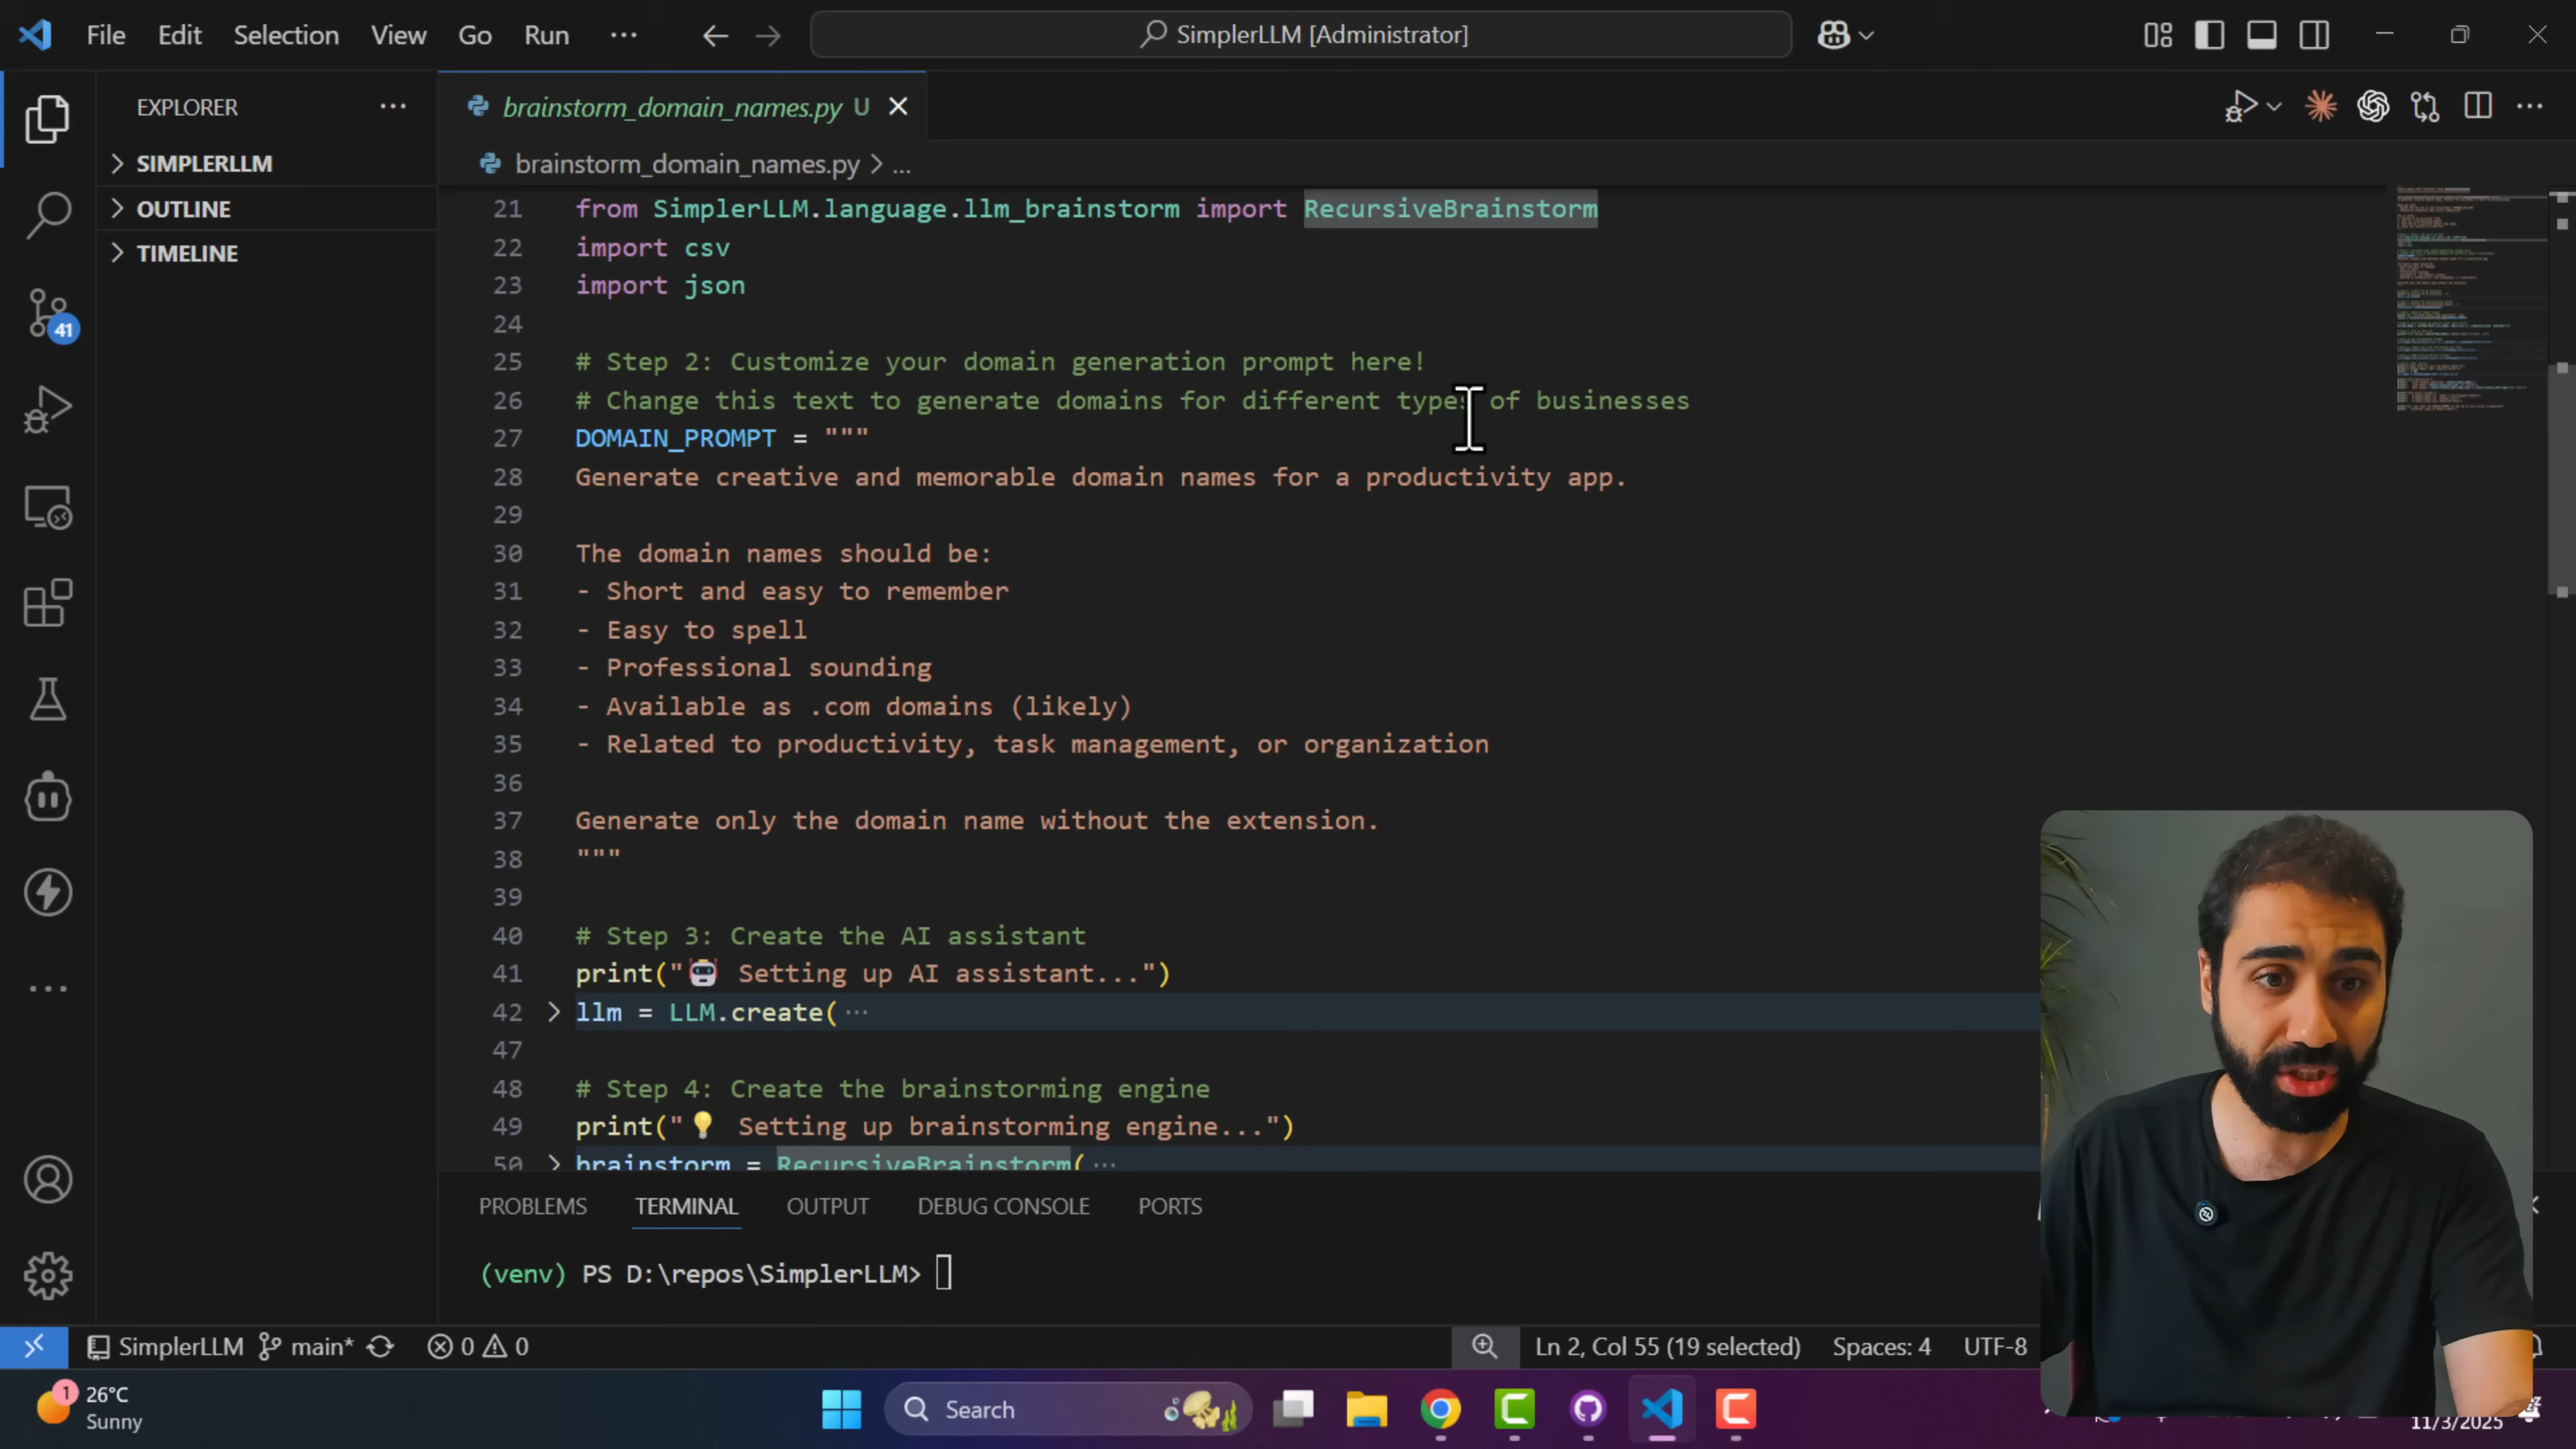 File Edit Selection View Go Run ··· SimplerLLM [Administrator]
EXPLORER ···
SIMPLERLLM
OUTLINE
TIMELINE
41
brainstorm_domain_names.py U
brainstorm_domain_names.py > ...
21 from SimplerLLM.language.llm_brainstorm import RecursiveBrainstorm
22 import csv
23 import json
24
25 # Step 2: Customize your domain generation prompt here!
26 # Change this text to generate domains for different types of businesses
27 DOMAIN_PROMPT = """
28 Generate creative and memorable domain names for a productivity app.
29
30 The domain names should be:
31 - Short and easy to remember
32 - Easy to spell
33 - Professional sounding
34 - Available as .com domains (likely)
35 - Related to productivity, task management, or organization
36
37 Generate only the domain name without the extension.
38 """
39
40 # Step 3: Create the AI assistant
41 print("🤖 Setting up AI assistant...")
42 llm = LLM.create( ···
47
48 # Step 4: Create the brainstorming engine
49 print("💡 Setting up brainstorming engine...")
50 brainstorm = RecursiveBrainstorm( ···
PROBLEMS TERMINAL OUTPUT DEBUG CONSOLE PORTS
(venv) PS D:\repos\SimplerLLM>
SimplerLLM main* 0 0 Ln 2, Col 55 (19 selected) Spaces: 4 UTF-8
1 26°C
Sunny
Search
11/3/2025